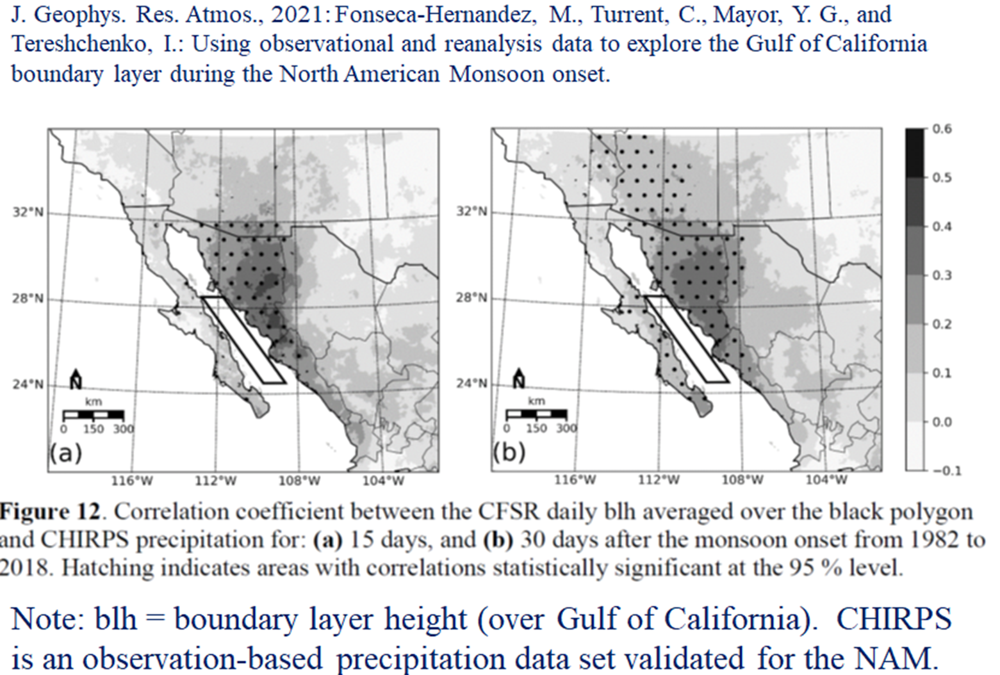 J. Geophys. Res. Atmos., 2021: Fonseca-Hernandez, M., Turrent, C., Mayor, Y. G., and
Tereshchenko, I.: Using observational and reanalysis data to explore the Gulf of California
boundary layer during the North American Monsoon onset.
32°N
28°N
24°N
N
km
0 150 300
(a)
116°W 112°W 108°W 104°W
32°N
28°N
24°N
N
km
0 150 300
(b)
116°W 112°W 108°W 104°W
0.6
0.5
0.4
0.3
0.2
0.1
0.0
−0.1
Figure 12. Correlation coefficient between the CFSR daily blh averaged over the black polygon
and CHIRPS precipitation for: (a) 15 days, and (b) 30 days after the monsoon onset from 1982 to
2018. Hatching indicates areas with correlations statistically significant at the 95 % level.
Note: blh = boundary layer height (over Gulf of California). CHIRPS
is an observation-based precipitation data set validated for the NAM.